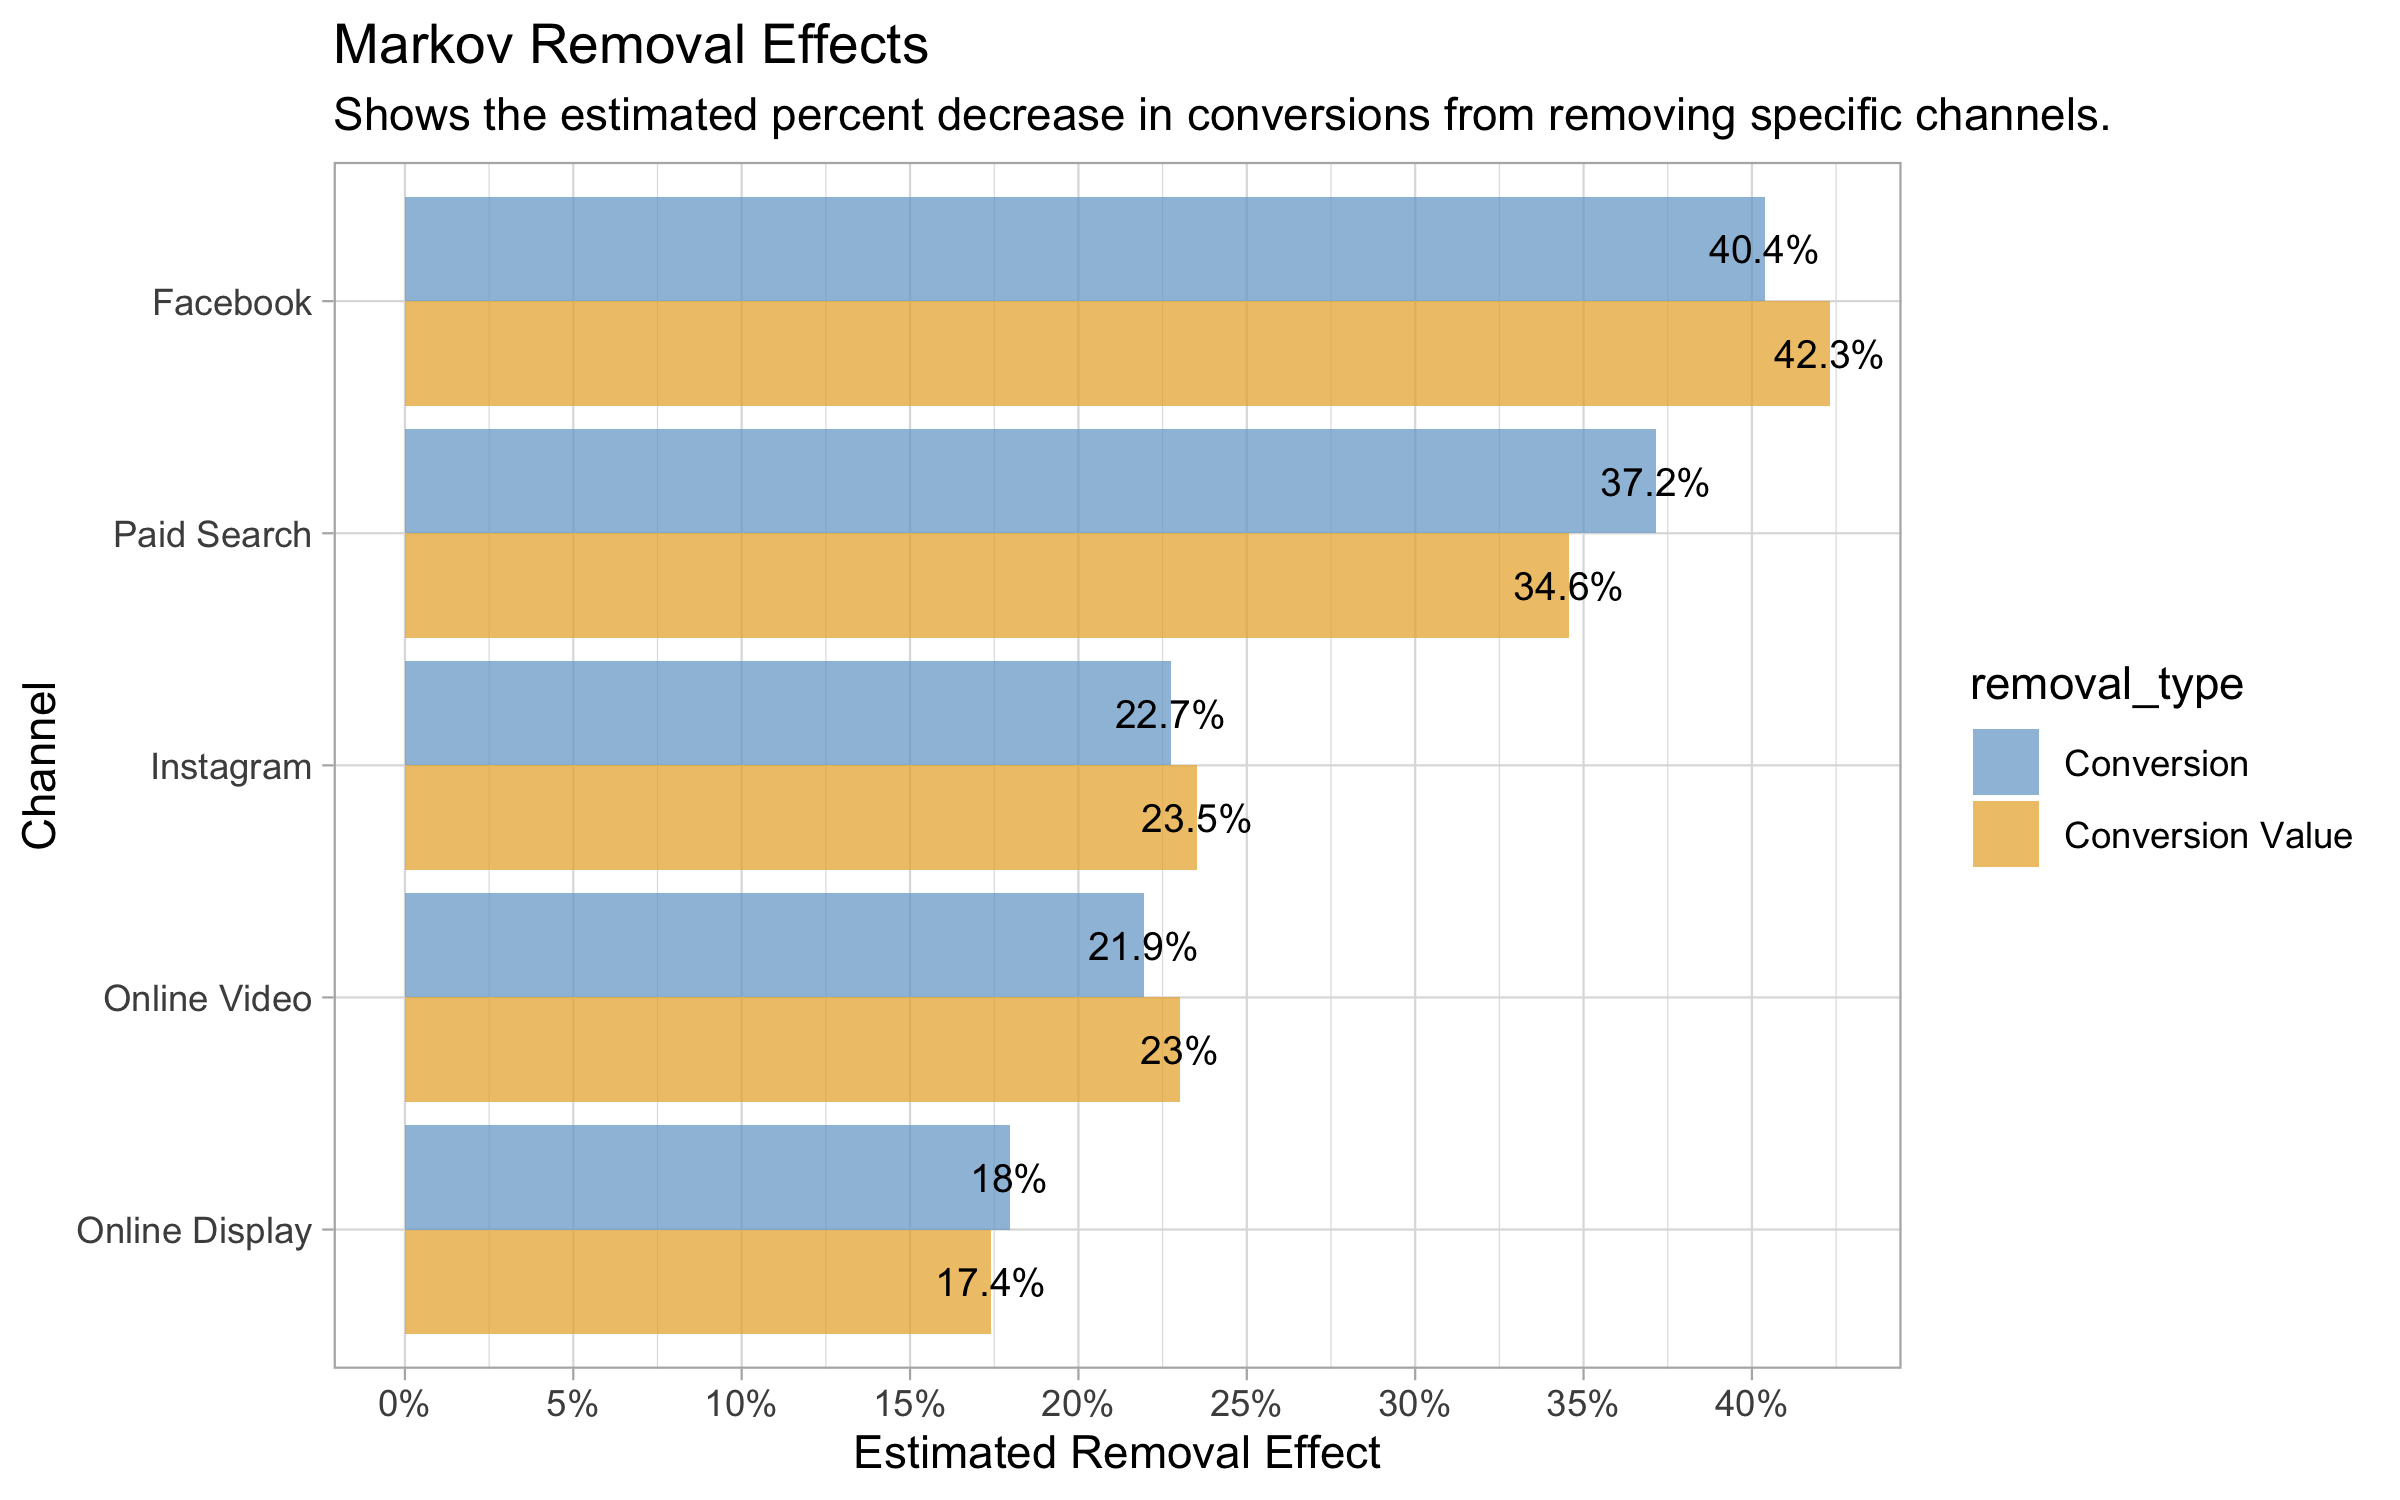 Markov Removal Effects
Shows the estimated percent decrease in conversions from removing specific channels.
Channel
Facebook
40.4%
42.3%
Paid Search
37.2%
34.6%
Instagram
22.7%
23.5%
Online Video
21.9%
23%
Online Display
18%
17.4%
0% 5% 10% 15% 20% 25% 30% 35% 40%
Estimated Removal Effect
removal_type
Conversion
Conversion Value